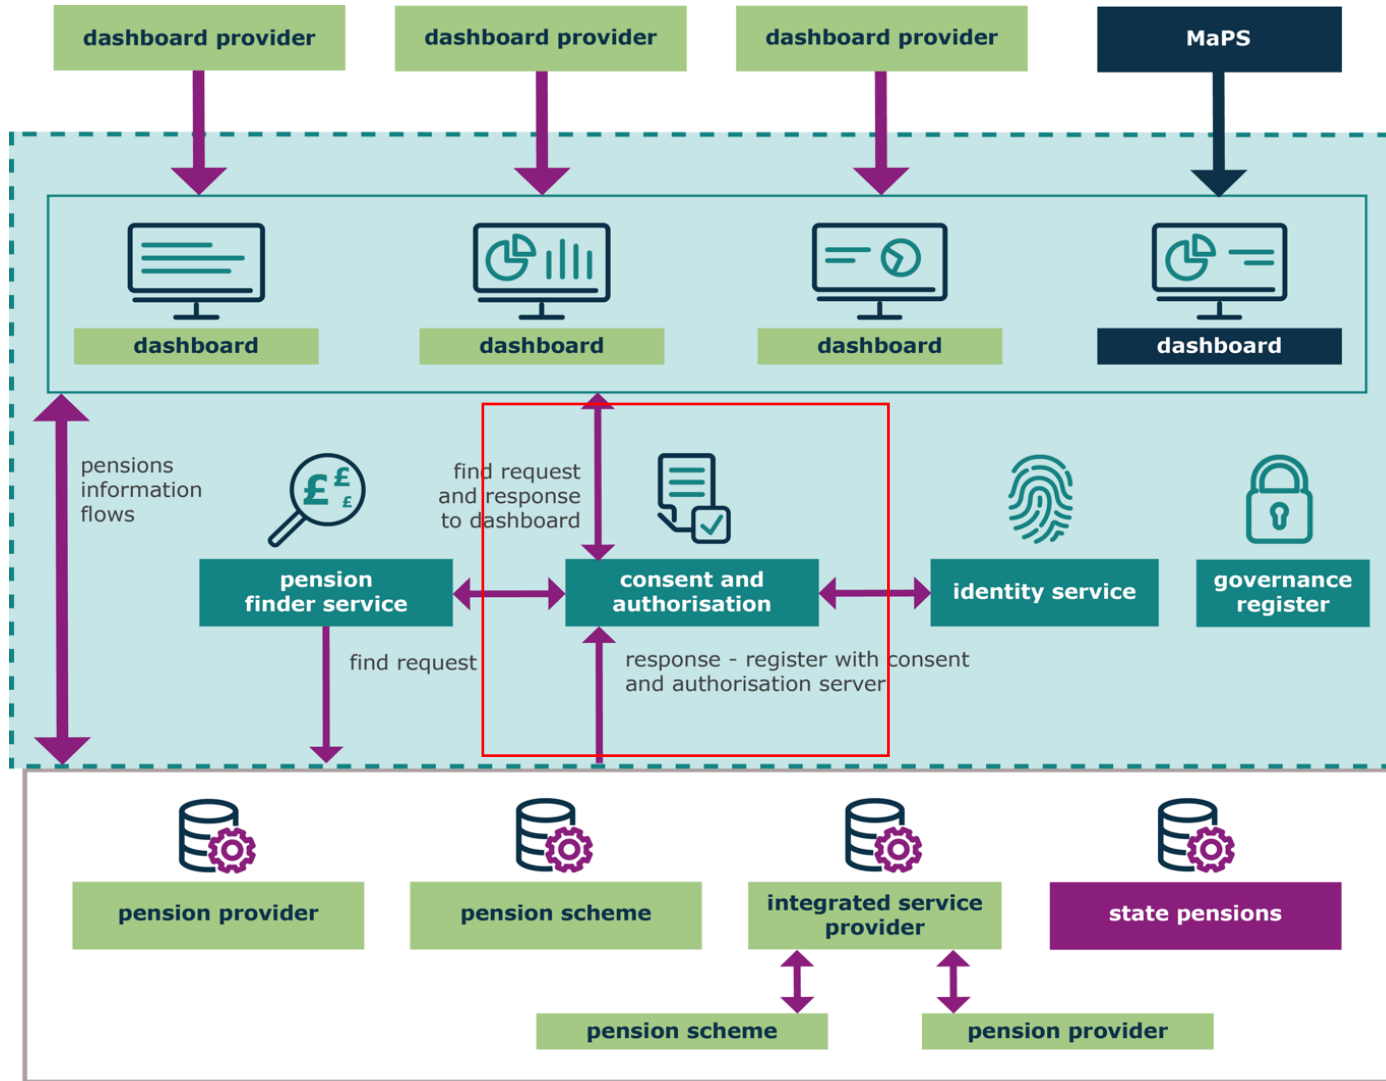 dashboard provider
dashboard provider
dashboard provider
MaPS
dashboard
dashboard
dashboard
dashboard
pensions
information
flows
£ £ £
find request
and response
to dashboard
pension
finder service
consent and
authorisation
identity service
governance
register
find request
response - register with consent
and authorisation server
pension provider
pension scheme
integrated service
provider
state pensions
pension scheme
pension provider